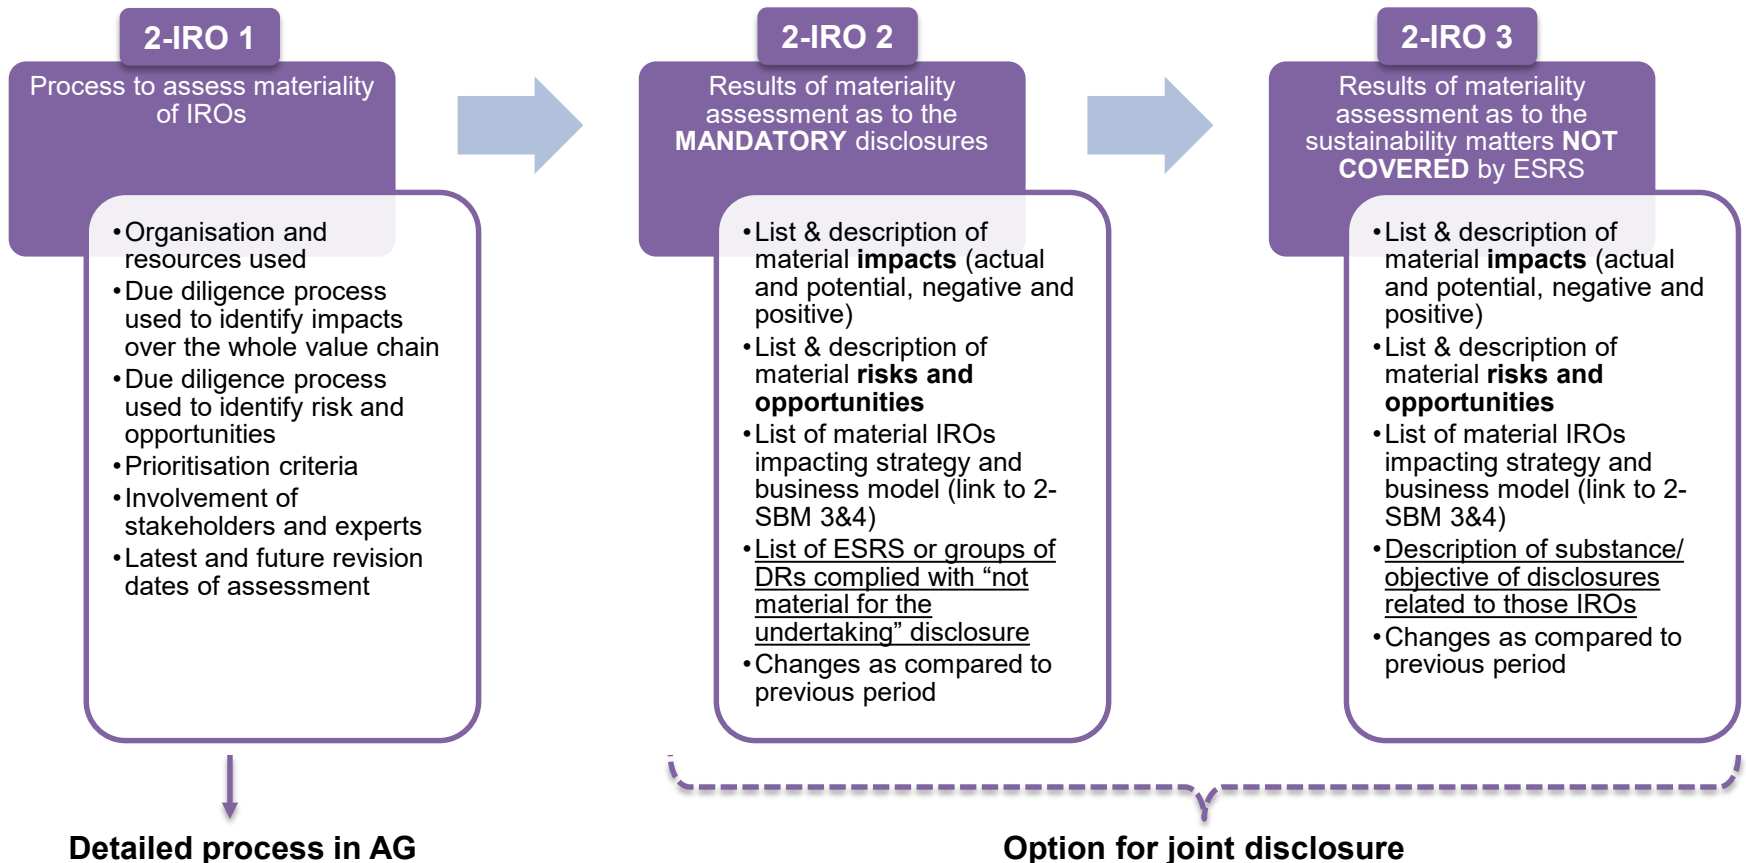 2-IRO 1
Process to assess materiality
of IROs
•Organisation and
resources used
•Due diligence process
used to identify impacts
over the whole value chain
•Due diligence process
used to identify risk and
opportunities
•Prioritisation criteria
•Involvement of
stakeholders and experts
•Latest and future revision
dates of assessment
Detailed process in AG
2-IRO 2
Results of materiality
assessment as to the
MANDATORY disclosures
•List & description of
material impacts (actual
and potential, negative and
positive)
•List & description of
material risks and
opportunities
•List of material IROs
impacting strategy and
business model (link to 2-
SBM 3&4)
•List of ESRS or groups of
DRs complied with “not
material for the
undertaking” disclosure
•Changes as compared to
previous period
2-IRO 3
Results of materiality
assessment as to the
sustainability matters NOT
COVERED by ESRS
•List & description of
material impacts (actual
and potential, negative and
positive)
•List & description of
material risks and
opportunities
•List of material IROs
impacting strategy and
business model (link to 2-
SBM 3&4)
•Description of substance/
objective of disclosures
related to those IROs
•Changes as compared to
previous period
Option for joint disclosure